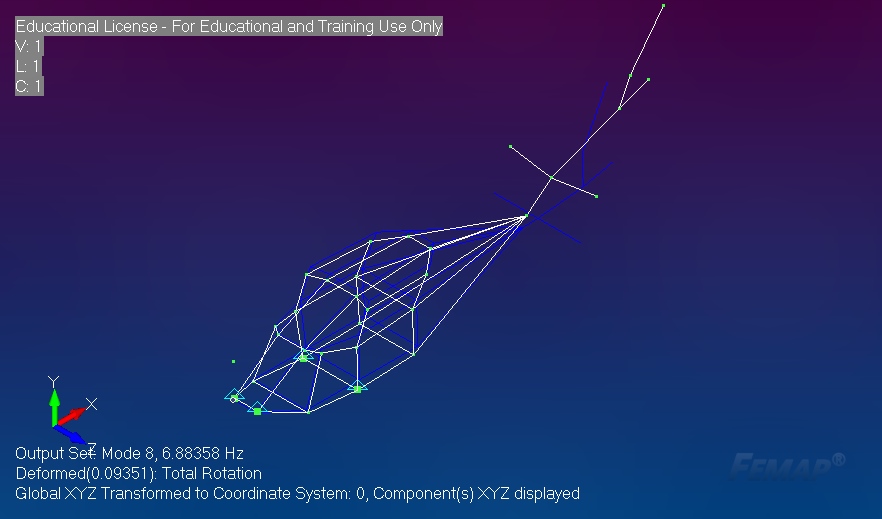 Educational License - For Educational and Training Use Only
V: 1
L: 1
C: 1
Y
X
Z
Output Set: Mode 8, 6.88358 Hz
Deformed(0.09351): Total Rotation
Global XYZ Transformed to Coordinate System: 0, Component(s) XYZ displayed
FEMAP®